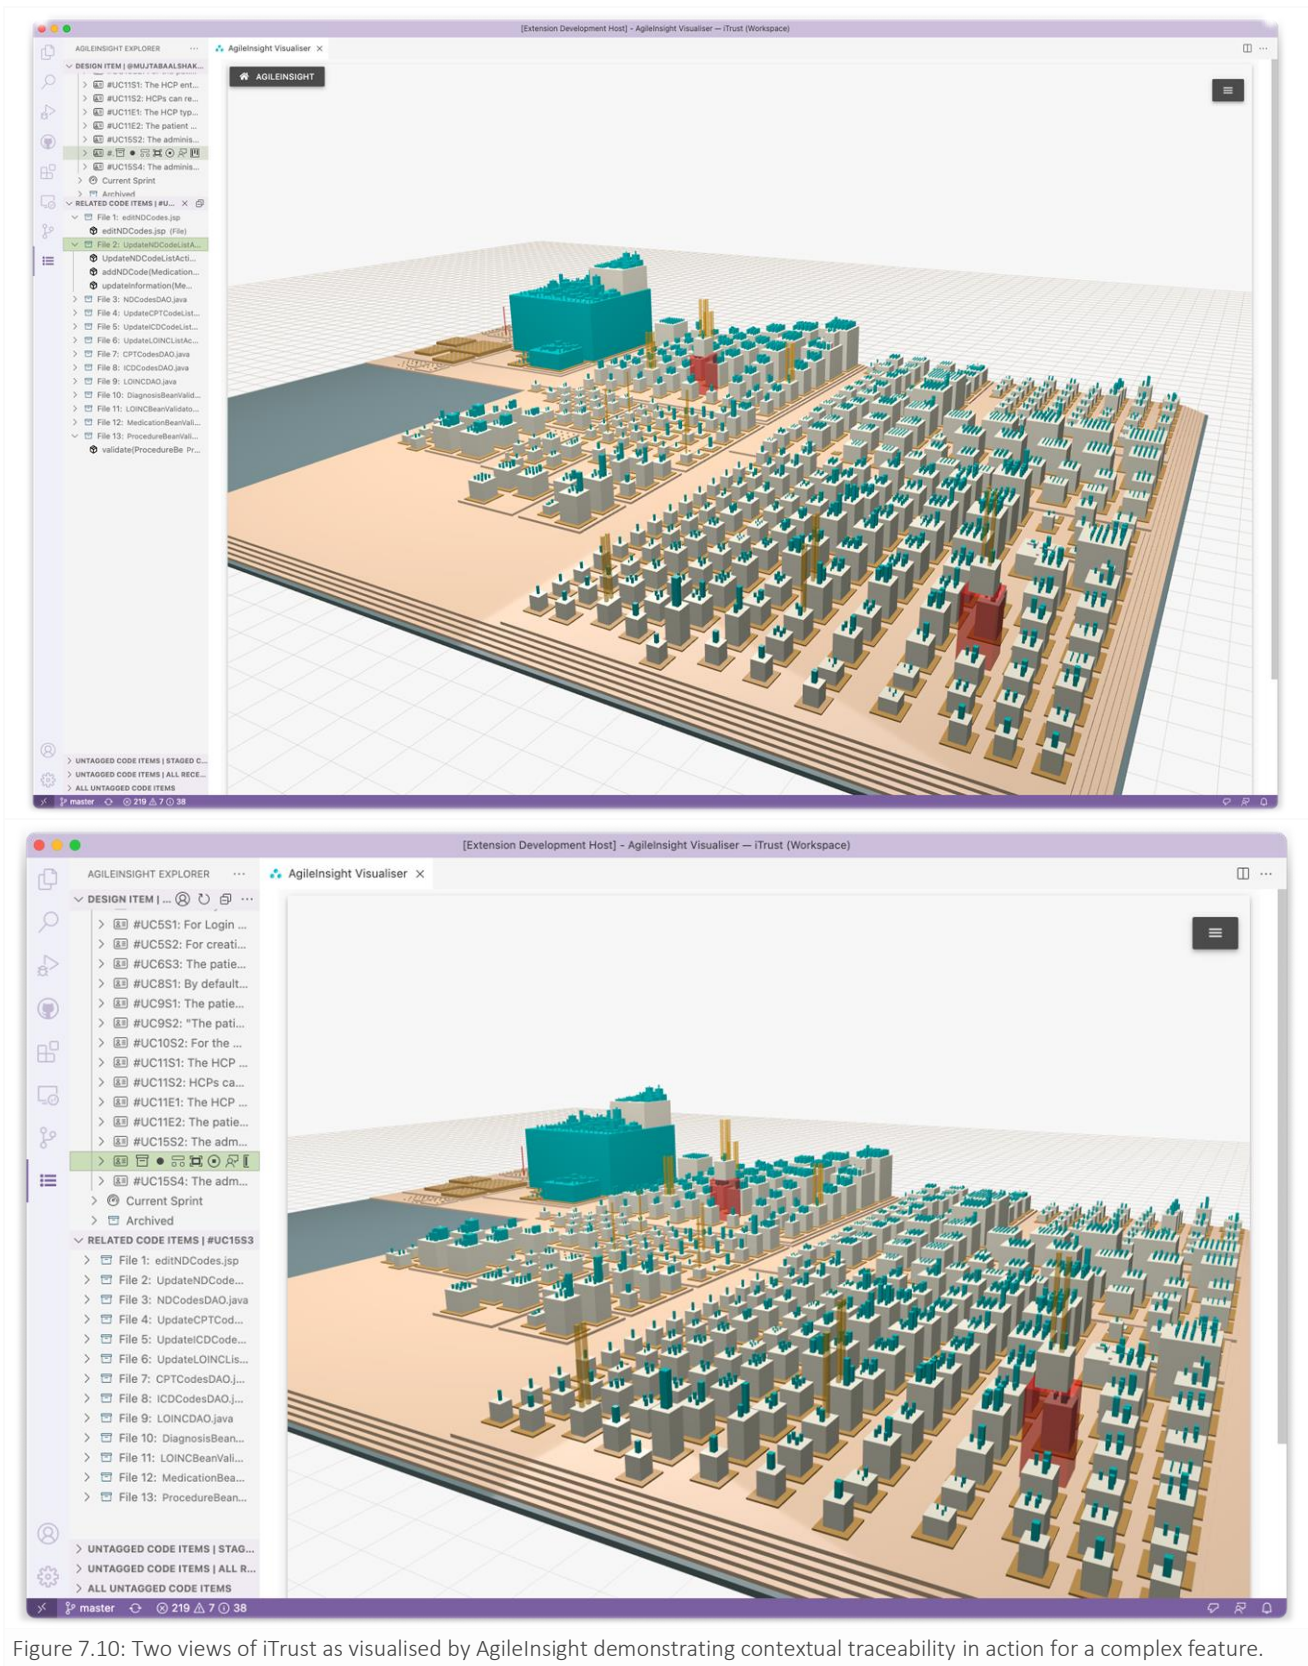 [Extension Development Host] - AgileInsight Visualiser — iTrust (Workspace)
AGILEINSIGHT EXPLORER ···
AgileInsight Visualiser ×
DESIGN ITEM | @MUJTABAALSHAK...
AGILEINSIGHT
#UC11S1: The HCP ent...
#UC11S2: HCPs can re...
#UC11E1: The HCP typ...
#UC11E2: The patient ...
#UC15S2: The adminis...
#.
#UC15S4: The adminis...
Current Sprint
Archived
RELATED CODE ITEMS | #U...
File 1: editNDCodes.jsp
editNDCodes.jsp (File)
File 2: UpdateNDCodeListA...
UpdateNDCodeListActi...
addNDCode(Medication...
updateInformation(Me...
File 3: NDCodesDAO.java
File 4: UpdateCPTCodeList...
File 5: UpdateICDCodeList...
File 6: UpdateLOINCListAc...
File 7: CPTCodesDAO.java
File 8: ICDCodesDAO.java
File 9: LOINCDAO.java
File 10: DiagnosisBeanValid...
File 11: LOINCBeanValidato...
File 12: MedicationBeanVali...
File 13: ProcedureBeanVali...
validate(ProcedureBe Pr...
UNTAGGED CODE ITEMS | STAGED C...
UNTAGGED CODE ITEMS | ALL RECE...
ALL UNTAGGED CODE ITEMS
master 219 7 38
[Extension Development Host] - AgileInsight Visualiser — iTrust (Workspace)
AGILEINSIGHT EXPLORER ···
AgileInsight Visualiser ×
DESIGN ITEM | ...
#UC5S1: For Login ...
#UC5S2: For creati...
#UC6S3: The patie...
#UC8S1: By default...
#UC9S1: The patie...
#UC9S2: "The pati...
#UC10S2: For the ...
#UC11S1: The HCP ...
#UC11S2: HCPs ca...
#UC11E1: The HCP ...
#UC11E2: The patie...
#UC15S2: The adm...
#UC15S4: The adm...
Current Sprint
Archived
RELATED CODE ITEMS | #UC15S3
File 1: editNDCodes.jsp
File 2: UpdateNDCode...
File 3: NDCodesDAO.java
File 4: UpdateCPTCod...
File 5: UpdateICDCode...
File 6: UpdateLOINCLis...
File 7: CPTCodesDAO.j...
File 8: ICDCodesDAO.j...
File 9: LOINCDAO.java
File 10: DiagnosisBean...
File 11: LOINCBeanVali...
File 12: MedicationBea...
File 13: ProcedureBean...
UNTAGGED CODE ITEMS | STAG...
UNTAGGED CODE ITEMS | ALL R...
ALL UNTAGGED CODE ITEMS
master 219 7 38
Figure 7.10: Two views of iTrust as visualised by AgileInsight demonstrating contextual traceability in action for a complex feature.